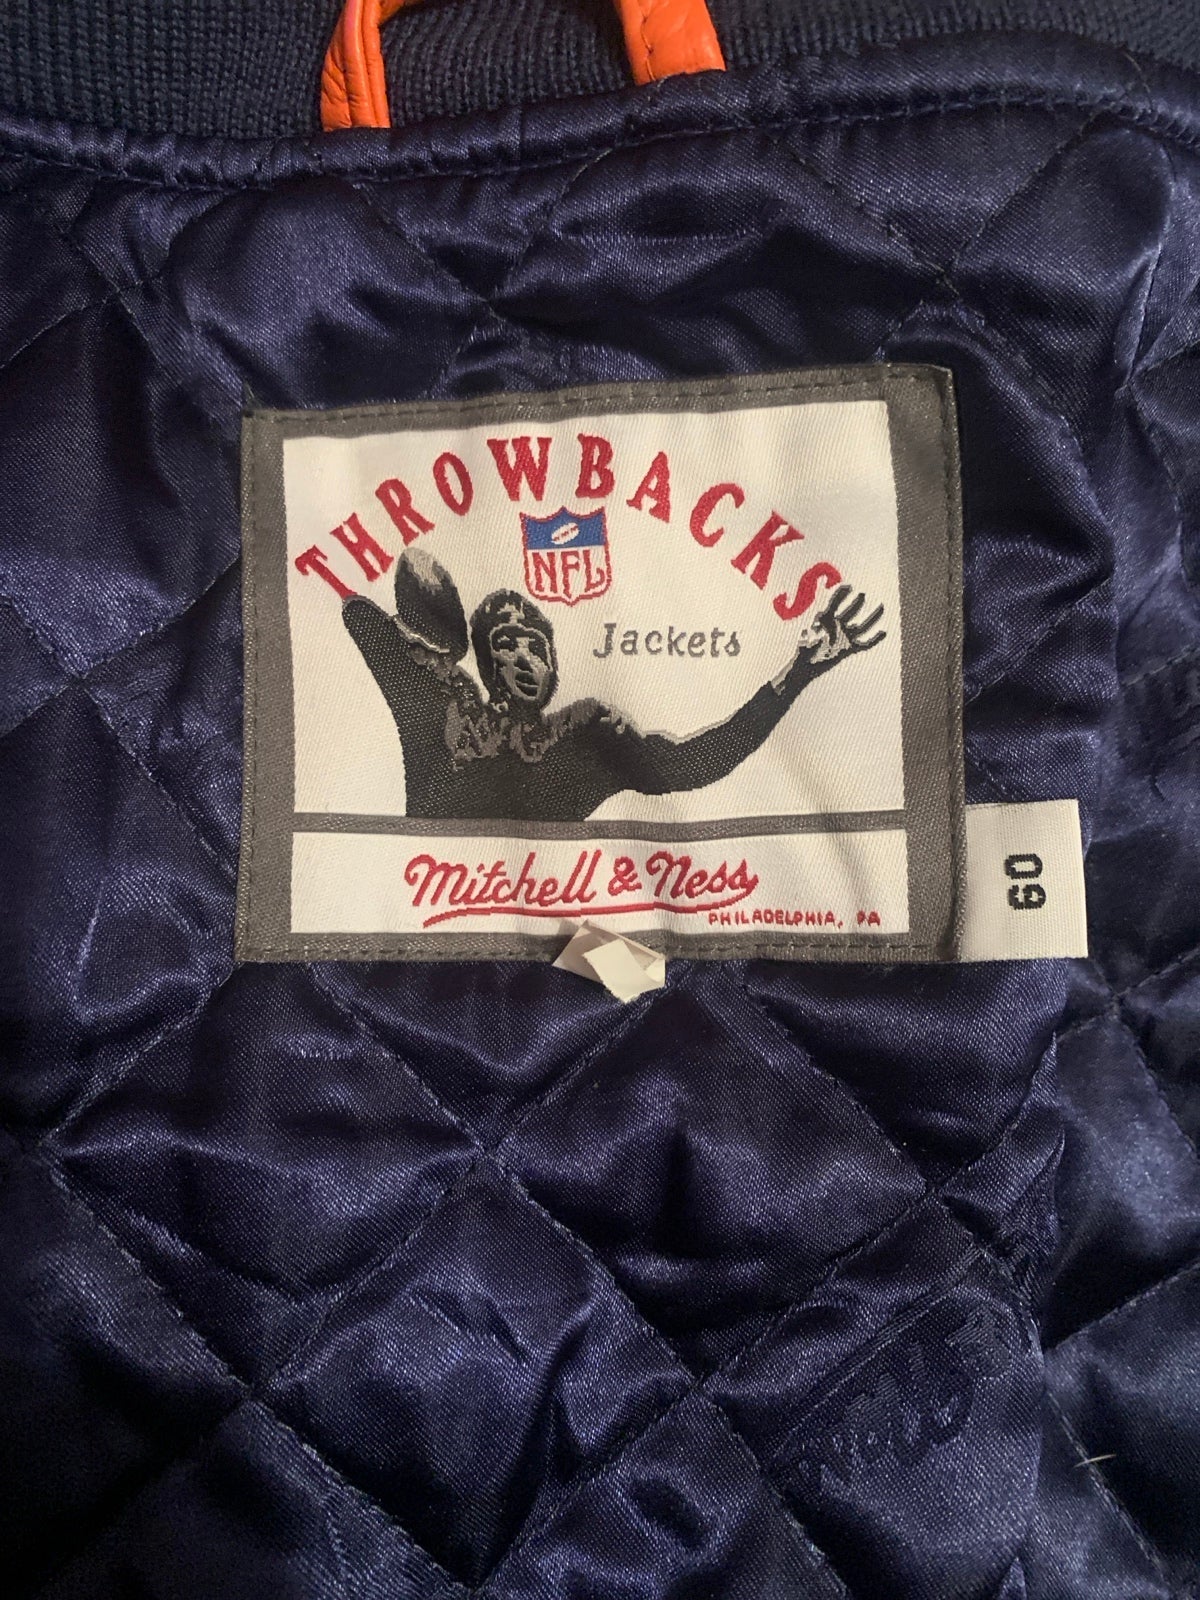 THROWBACKS
NFL
Jackets
Mitchell & Ness
PHILADELPHIA, PA
60